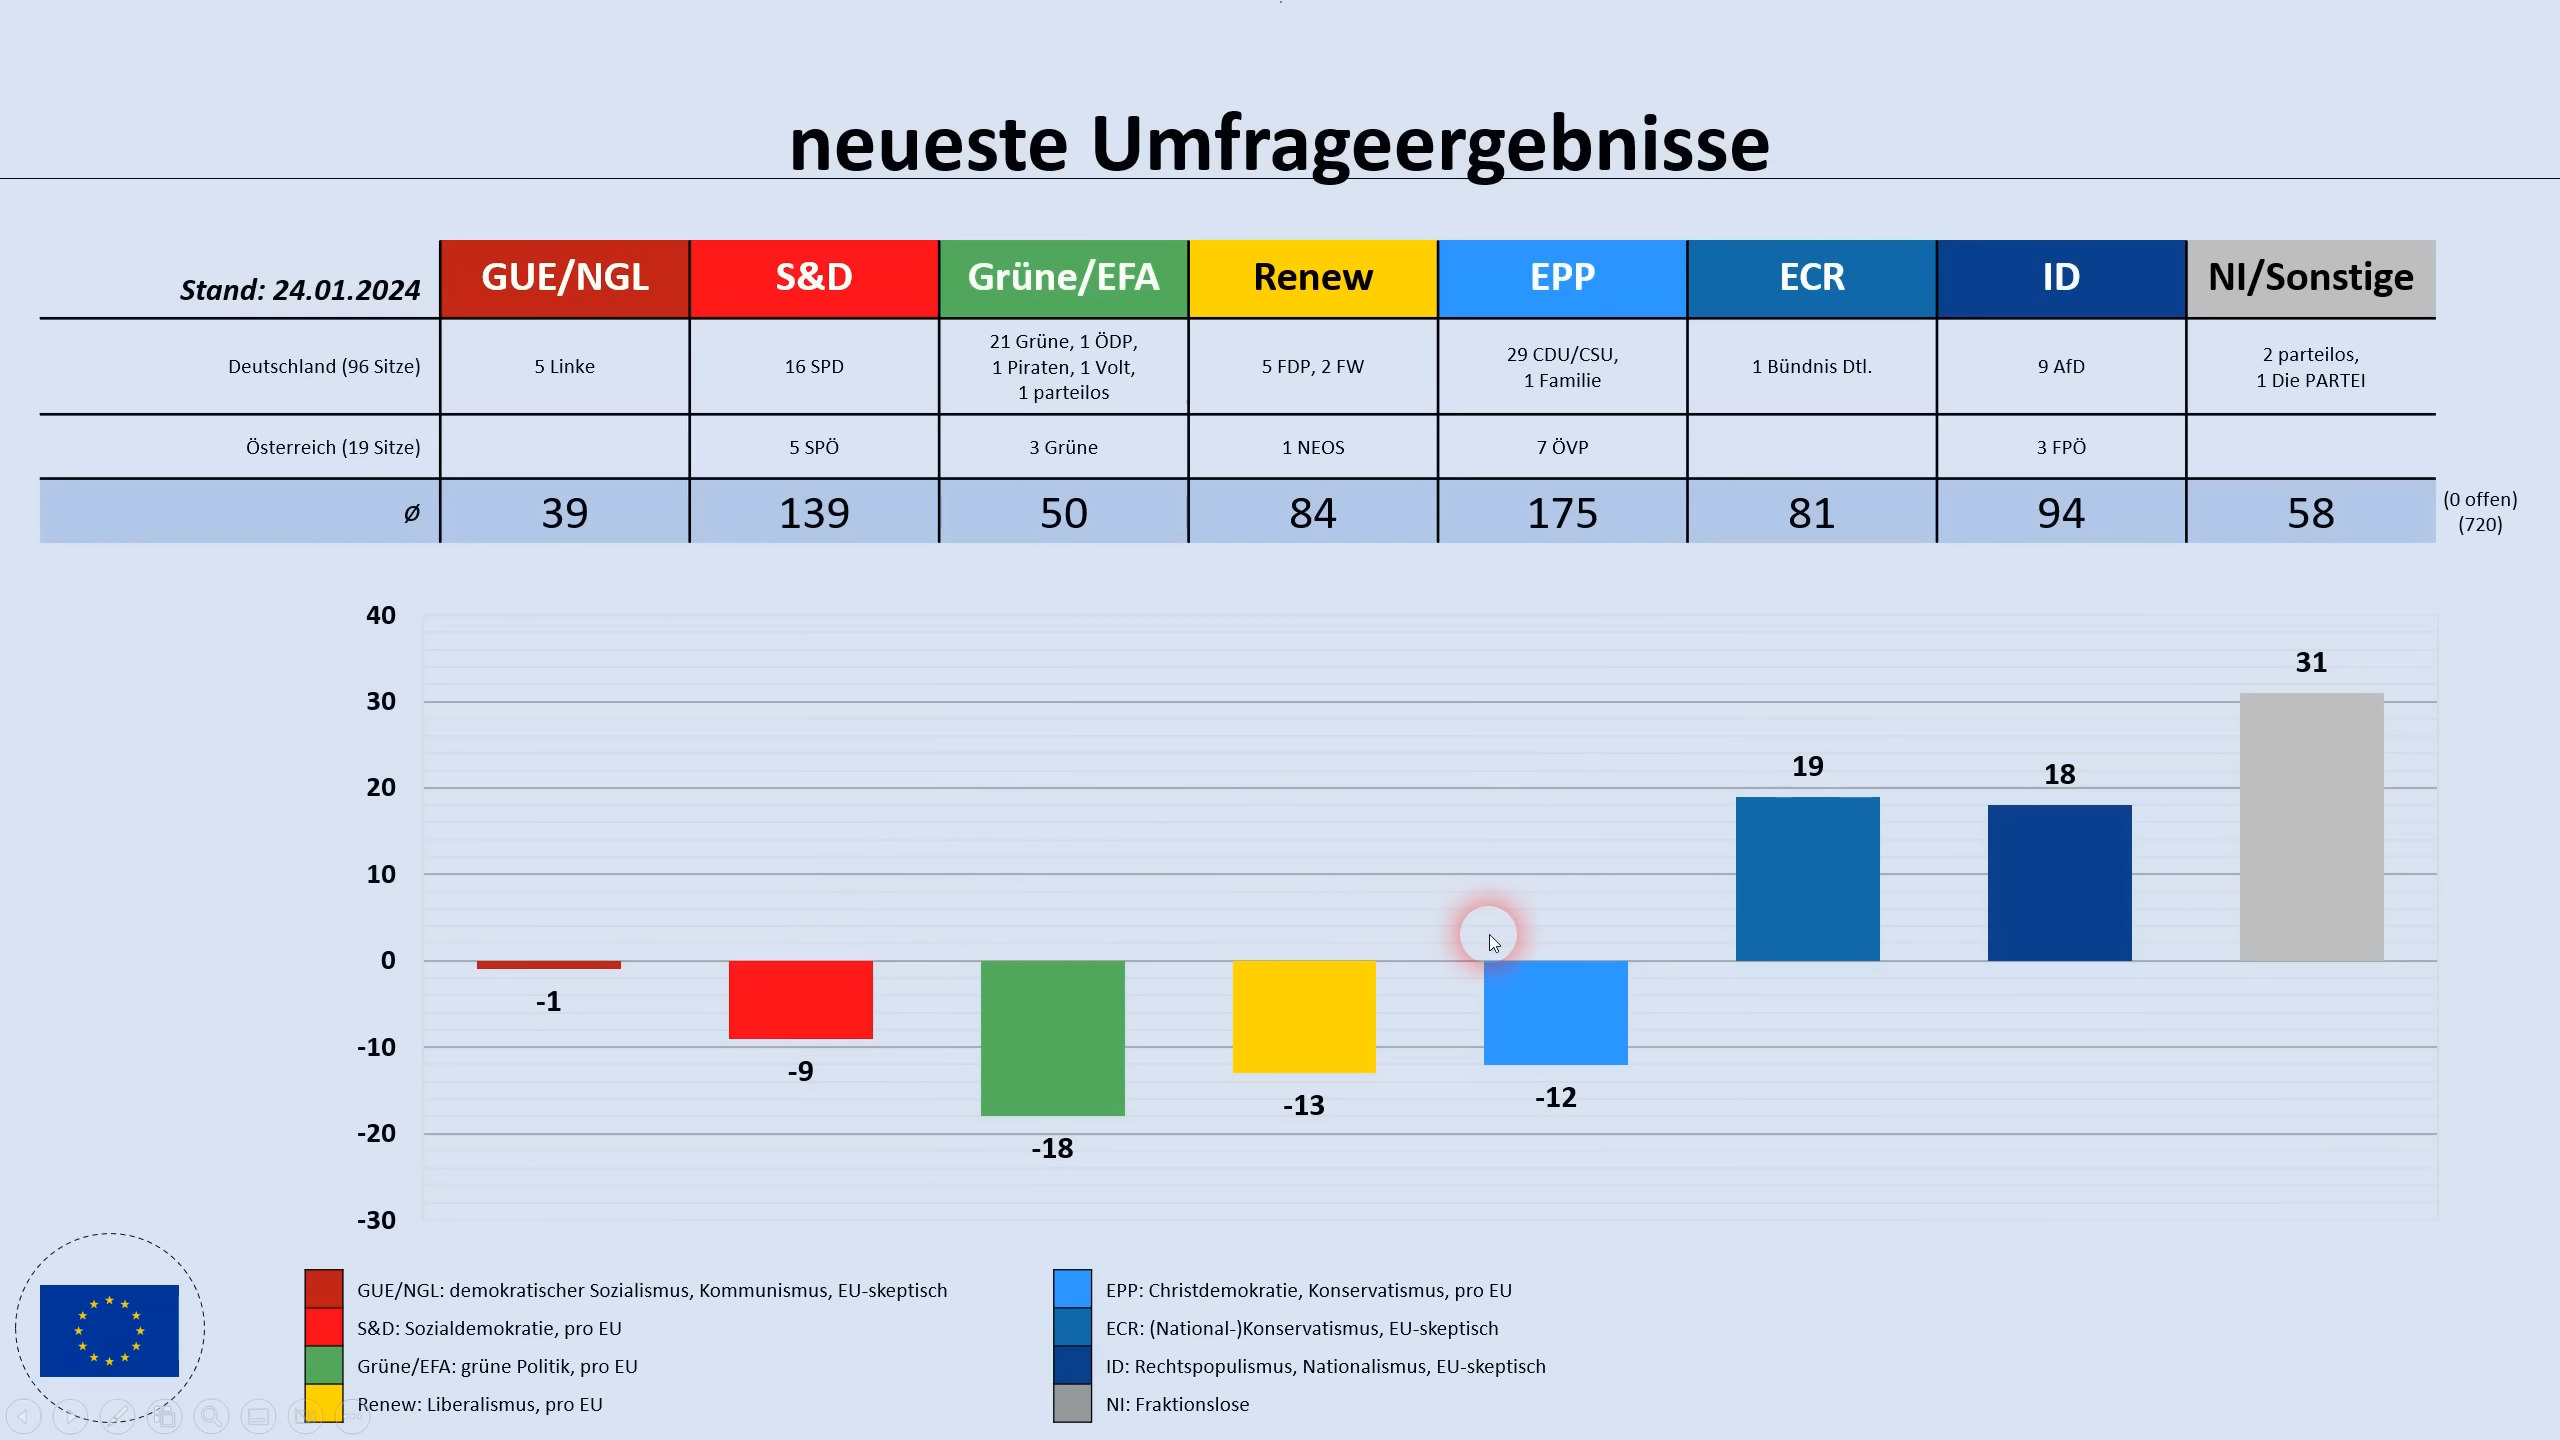 neueste Umfrageergebnisse
Stand: 24.01.2024
GUE/NGL
S&D
Grüne/EFA
Renew
EPP
ECR
ID
NI/Sonstige
Deutschland (96 Sitze)
5 Linke
16 SPD
21 Grüne, 1 ÖDP,
1 Piraten, 1 Volt,
1 parteilos
5 FDP, 2 FW
29 CDU/CSU,
1 Familie
1 Bündnis Dtl.
9 AfD
2 parteilos,
1 Die PARTEI
Österreich (19 Sitze)
5 SPÖ
3 Grüne
1 NEOS
7 ÖVP
3 FPÖ
ø
39
139
50
84
175
81
94
58
(0 offen)
(720)
40
30
20
10
0
-10
-20
-30
-1
-9
-18
-13
-12
19
18
31
GUE/NGL: demokratischer Sozialismus, Kommunismus, EU-skeptisch
S&D: Sozialdemokratie, pro EU
Grüne/EFA: grüne Politik, pro EU
Renew: Liberalismus, pro EU
EPP: Christdemokratie, Konservatismus, pro EU
ECR: (National-)Konservatismus, EU-skeptisch
ID: Rechtspopulismus, Nationalismus, EU-skeptisch
NI: Fraktionslose